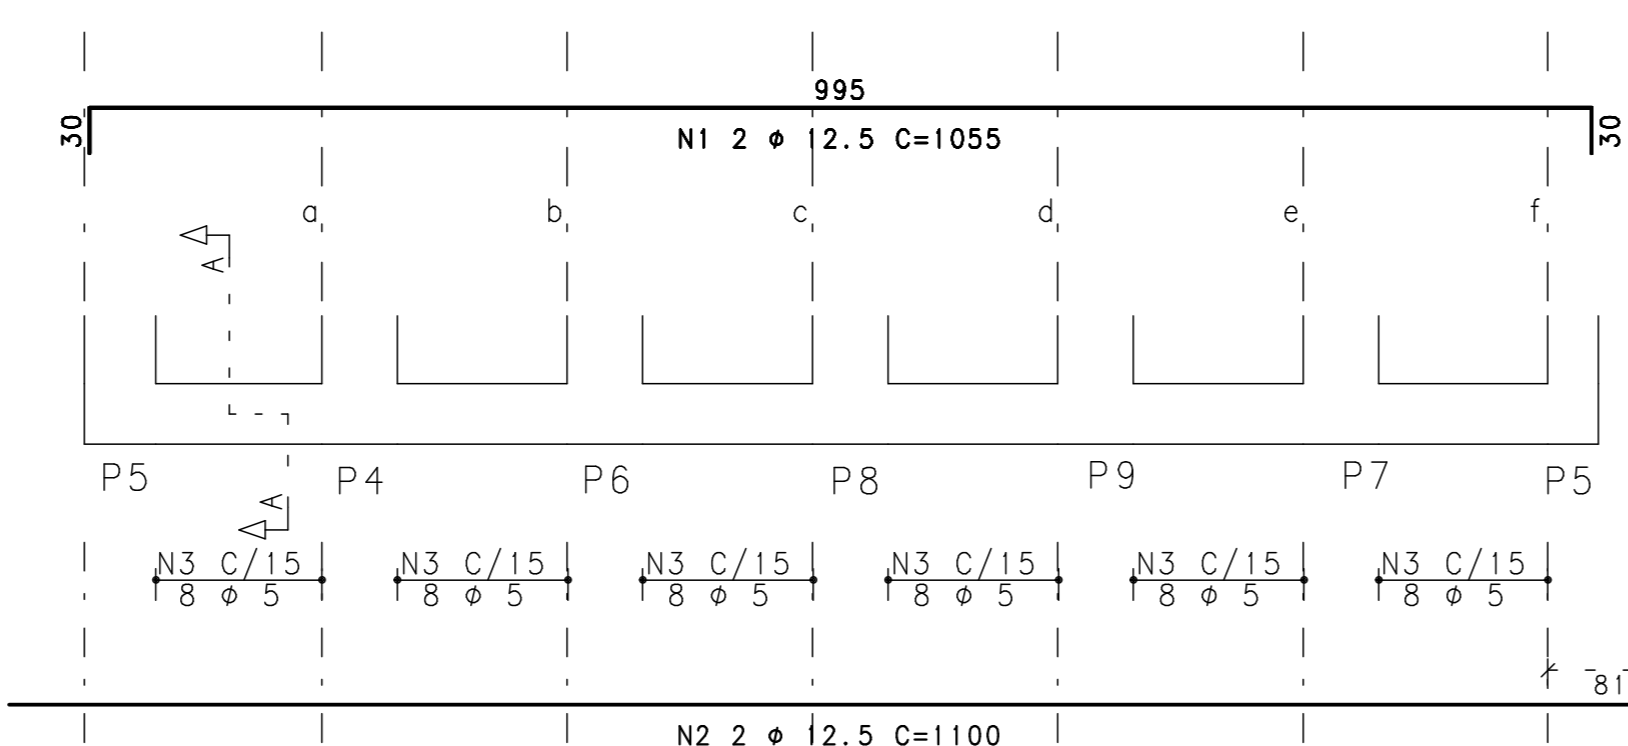 995
30
30
N1 2 ϕ 12.5 C=1055
a b c d e f
A
P5 P4 P6 P8 P9 P7 P5
A
N3 C/15 N3 C/15 N3 C/15 N3 C/15 N3 C/15 N3 C/15
8 ϕ 5 8 ϕ 5 8 ϕ 5 8 ϕ 5 8 ϕ 5 8 ϕ 5
81
N2 2 ϕ 12.5 C=1100